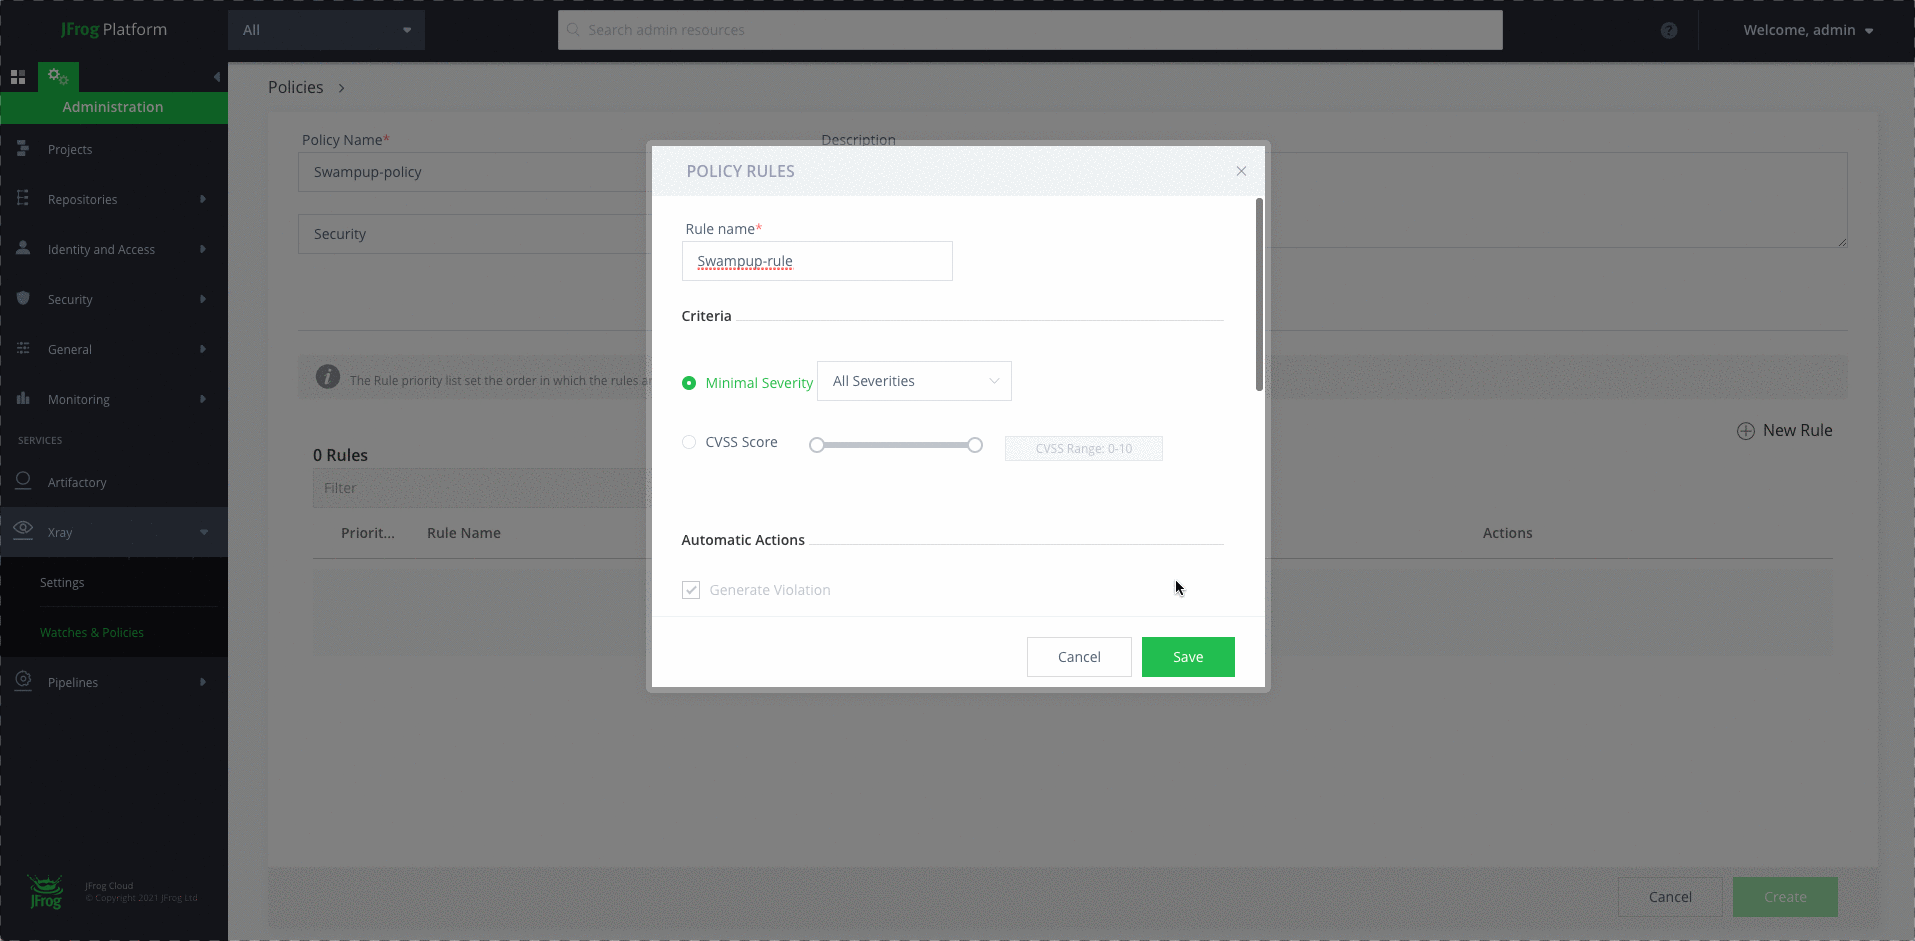 JFrog Platform
All
Search admin resources
?
Welcome, admin
Administration
Projects
Repositories
Identity and Access
Security
General
Monitoring
SERVICES
Artifactory
Xray
Settings
Watches & Policies
Pipelines
JFrog
JFrog Cloud
© Copyright 2021 JFrog Ltd
Policies >
Policy Name*
Description
Swampup-policy
Security
The Rule priority list set the order in which the rules
New Rule
0 Rules
Filter
Priorit...
Rule Name
Actions
Cancel
Create
POLICY RULES
Rule name*
Swampup-rule
Criteria
Minimal Severity
All Severities
CVSS Score
CVSS Range: 0-10
Automatic Actions
Generate Violation
Cancel
Save